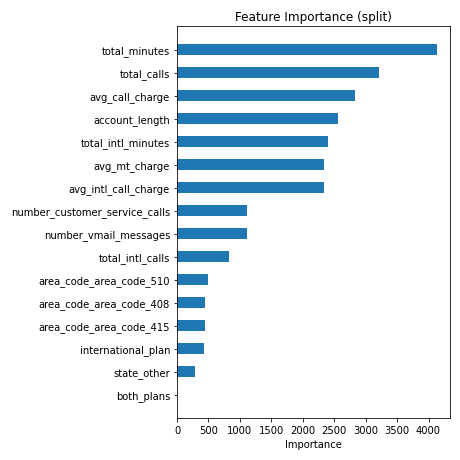 Feature Importance (split)
total_minutes
total_calls
avg_call_charge
account_length
total_intl_minutes
avg_mt_charge
avg_intl_call_charge
number_customer_service_calls
number_vmail_messages
total_intl_calls
area_code_area_code_510
area_code_area_code_408
area_code_area_code_415
international_plan
state_other
both_plans
0 500 1000 1500 2000 2500 3000 3500 4000
Importance